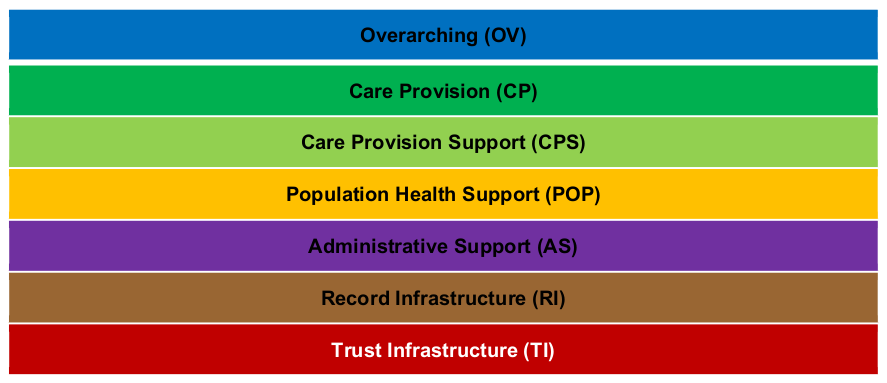 Overarching (OV)
Care Provision (CP)
Care Provision Support (CPS)
Population Health Support (POP)
Administrative Support (AS)
Record Infrastructure (RI)
Trust Infrastructure (TI)